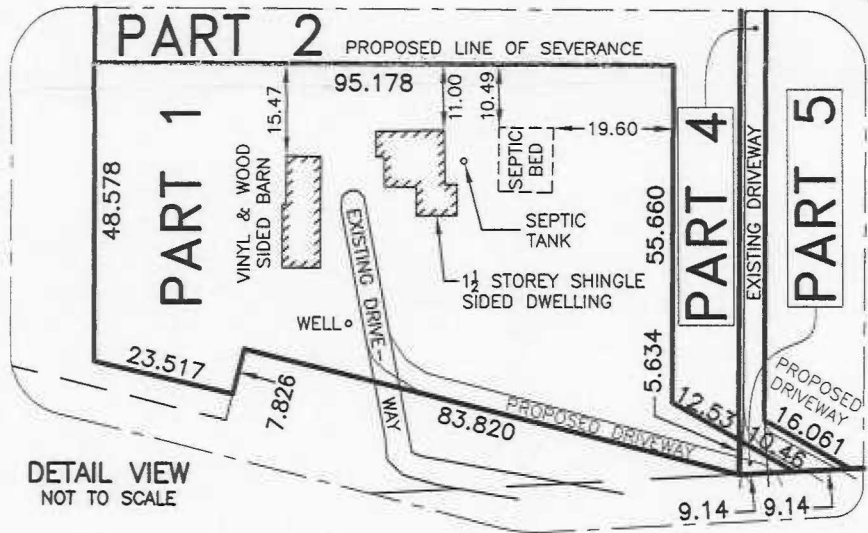 PART 2 PROPOSED LINE OF SEVERANCE
95.178
15.47
11.00
10.49
19.60
48.578
PART 1
VINYL & WOOD
SIDED BARN
SEPTIC
BED
SEPTIC
TANK
1½ STOREY SHINGLE
SIDED DWELLING
55.660
PART 4
EXISTING DRIVEWAY
PART 5
EXISTING DRIVE-
WAY
WELL
23.517
7.826
83.820
PROPOSED DRIVEWAY
5.634
12.53
10.46
PROPOSED
DRIVEWAY
16.061
9.14
9.14
DETAIL VIEW
NOT TO SCALE